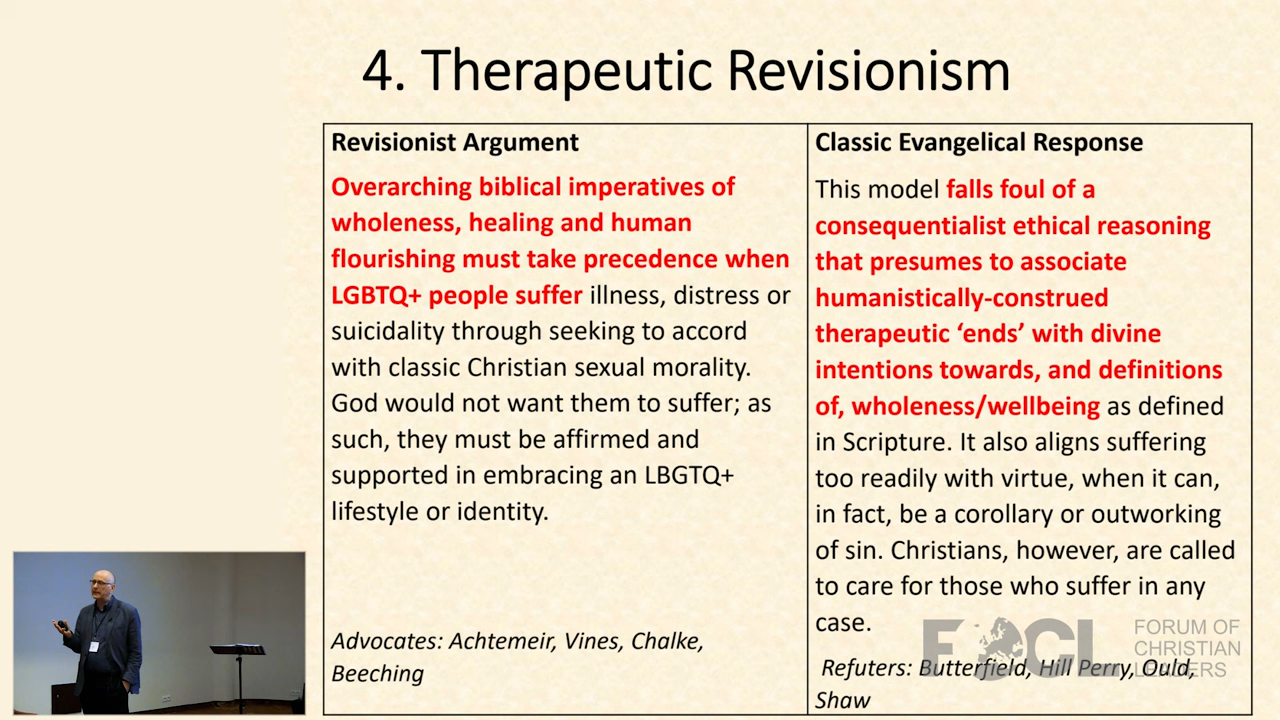 4. Therapeutic Revisionism
Revisionist Argument
Overarching biblical imperatives of
wholeness, healing and human
flourishing must take precedence when
LGBTQ+ people suffer illness, distress or
suicidality through seeking to accord
with classic Christian sexual morality.
God would not want them to suffer; as
such, they must be affirmed and
supported in embracing an LBGTQ+
lifestyle or identity.
Advocates: Achtemeir, Vines, Chalke,
Beeching
Classic Evangelical Response
This model falls foul of a
consequentialist ethical reasoning
that presumes to associate
humanistically-construed
therapeutic ‘ends’ with divine
intentions towards, and definitions
of, wholeness/wellbeing as defined
in Scripture. It also aligns suffering
too readily with virtue, when it can,
in fact, be a corollary or outworking
of sin. Christians, however, are called
to care for those who suffer in any
case.
Refuters: Butterfield, Hill Perry, Ould,
Shaw
FOCL
FORUM OF
CHRISTIAN
LEADERS